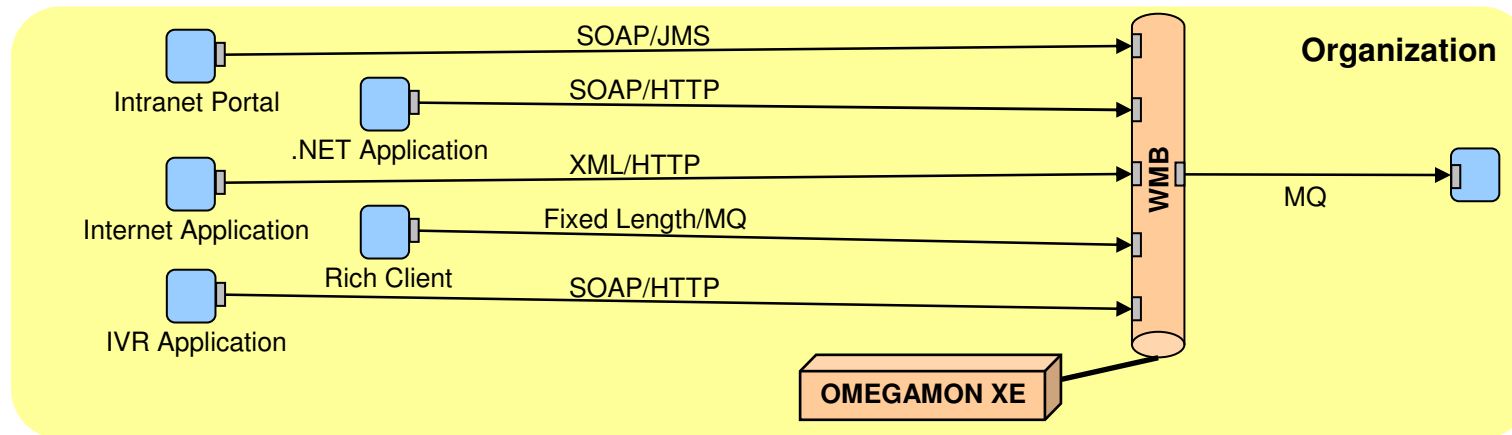 SOAP/JMS
Organization
Intranet Portal
SOAP/HTTP
.NET Application
XML/HTTP
WMB
MQ
Internet Application
Fixed Length/MQ
Rich Client
SOAP/HTTP
IVR Application
OMEGAMON XE